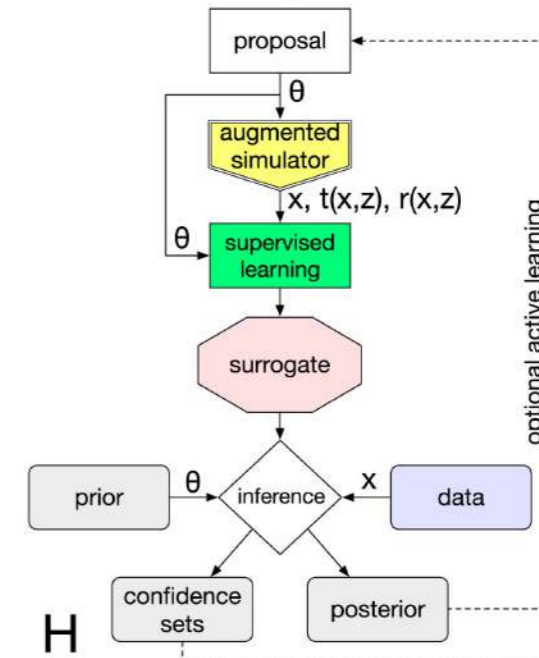 proposal
θ
augmented
simulator
x, t(x,z), r(x,z)
θ
supervised
learning
optional active learning
surrogate
prior
θ
inference
x
data
confidence
sets
posterior
H